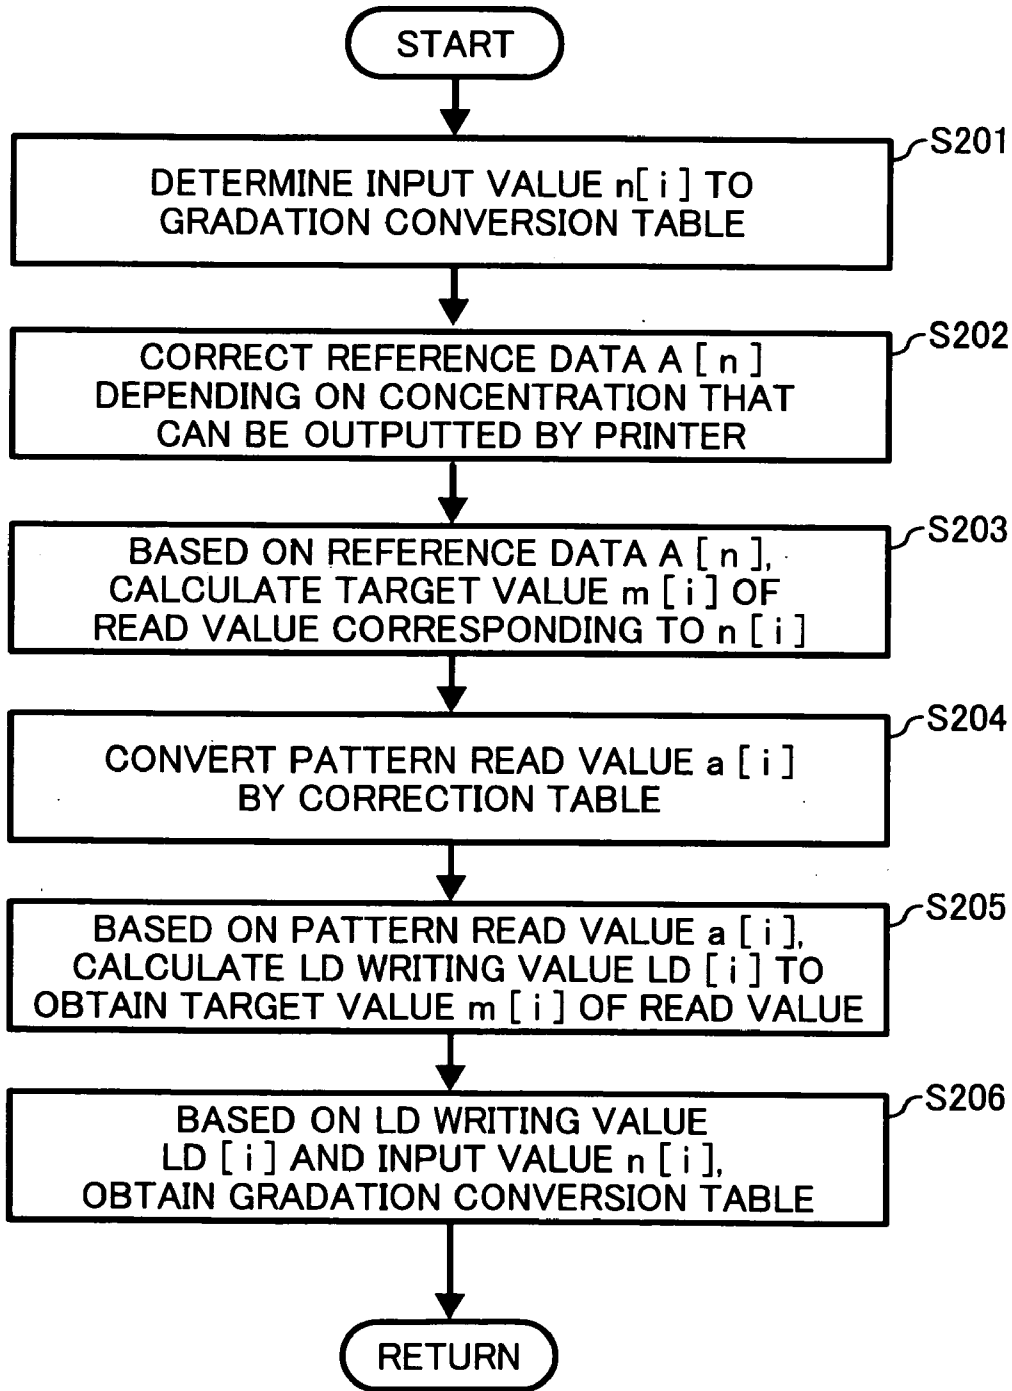 START
S201
DETERMINE INPUT VALUE n[i] TO
GRADATION CONVERSION TABLE
S202
CORRECT REFERENCE DATA A [n]
DEPENDING ON CONCENTRATION THAT
CAN BE OUTPUTTED BY PRINTER
S203
BASED ON REFERENCE DATA A [n],
CALCULATE TARGET VALUE m [i] OF
READ VALUE CORRESPONDING TO n [i]
S204
CONVERT PATTERN READ VALUE a [i]
BY CORRECTION TABLE
S205
BASED ON PATTERN READ VALUE a [i],
CALCULATE LD WRITING VALUE LD [i] TO
OBTAIN TARGET VALUE m [i] OF READ VALUE
S206
BASED ON LD WRITING VALUE
LD [i] AND INPUT VALUE n [i],
OBTAIN GRADATION CONVERSION TABLE
RETURN